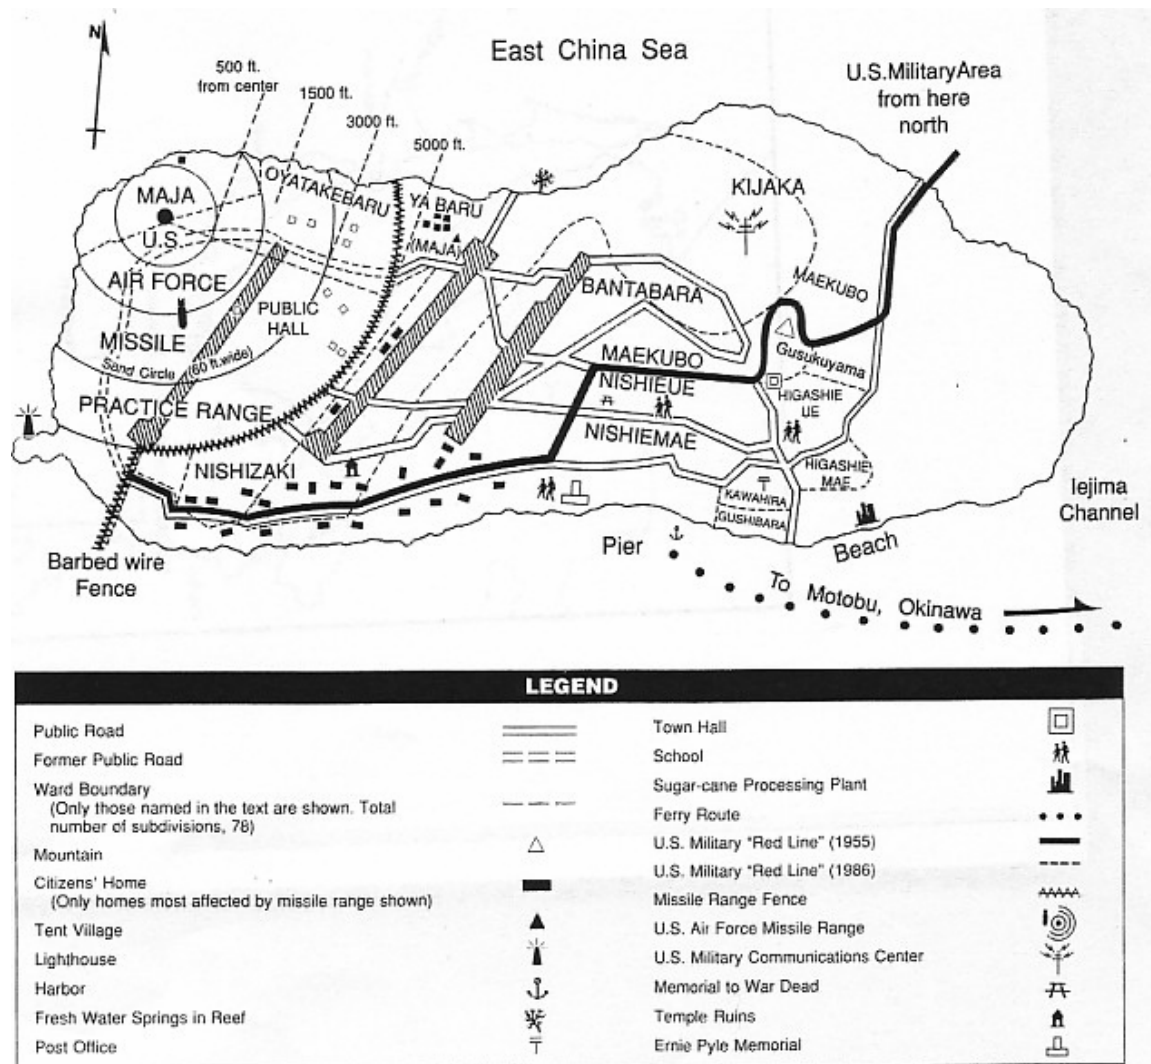 N
East China Sea
500 ft.
from center
1500 ft.
3000 ft.
5000 ft.
U.S.Military Area
from here
north
OYATAKEBARU
YA BARU
(MAJA)
KIJAKA
MAJA
U.S.
AIR FORCE
MISSILE
PRACTICE RANGE
Sand Circle (60 ft.wide)
PUBLIC
HALL
BANTABARA
MAEKUBO
MAEKUBO
Gusukuyama
NISHIEUE
HIGASHIE
UE
NISHIEMAE
NISHIZAKI
HIGASHIE
MAE
KAWAHIRA
GUSHIBARA
Iejima
Channel
Barbed wire
Fence
Pier
Beach
To Motobu, Okinawa
LEGEND
Public Road
Former Public Road
Ward Boundary
(Only those named in the text are shown. Total
number of subdivisions, 78)
Mountain
Citizens' Home
(Only homes most affected by missile range shown)
Tent Village
Lighthouse
Harbor
Fresh Water Springs in Reef
Post Office
Town Hall
School
Sugar-cane Processing Plant
Ferry Route
U.S. Military "Red Line" (1955)
U.S. Military "Red Line" (1986)
Missile Range Fence
U.S. Air Force Missile Range
U.S. Military Communications Center
Memorial to War Dead
Temple Ruins
Ernie Pyle Memorial